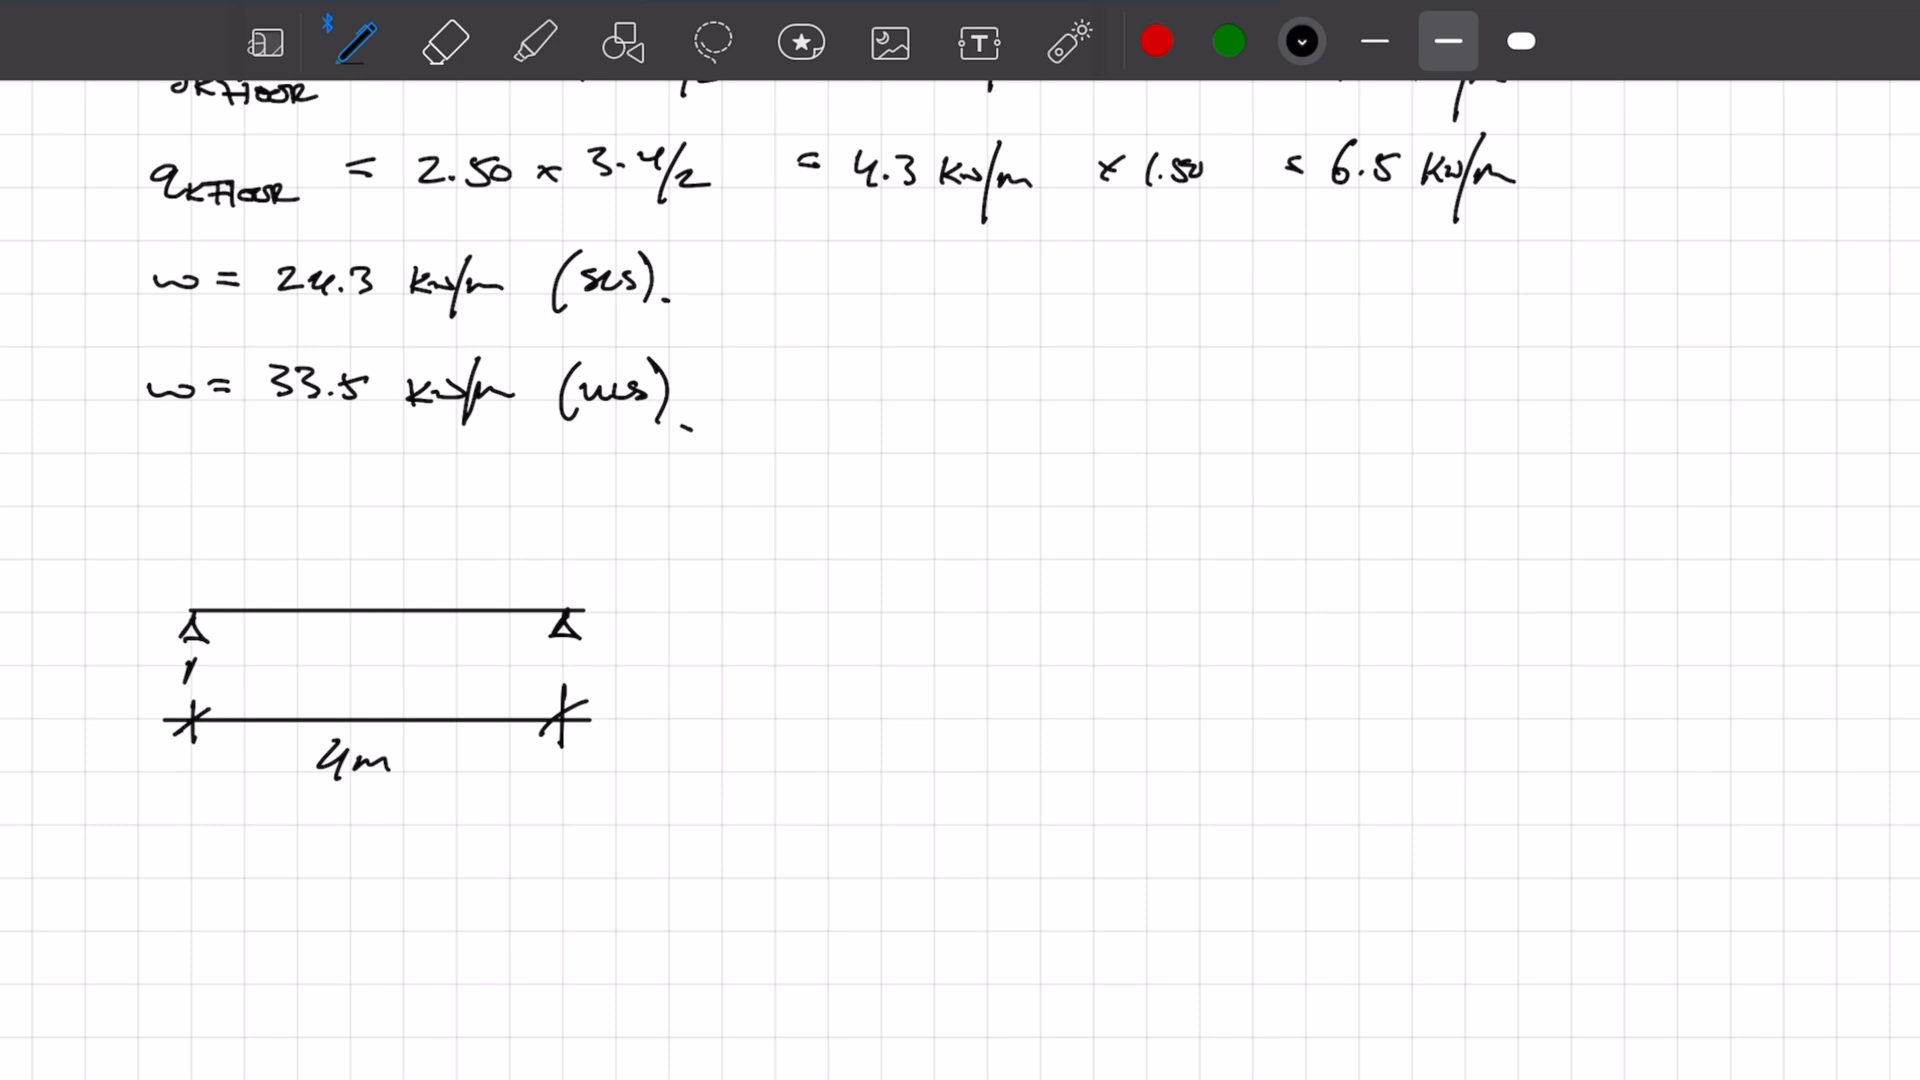 gkFLOOR
qkFLOOR = 2.50 × 3.4/2 = 4.3 kN/m × 1.50 = 6.5 kN/m
w = 24.3 kN/m (SLS).
w = 33.5 kN/m (ULS).
4m